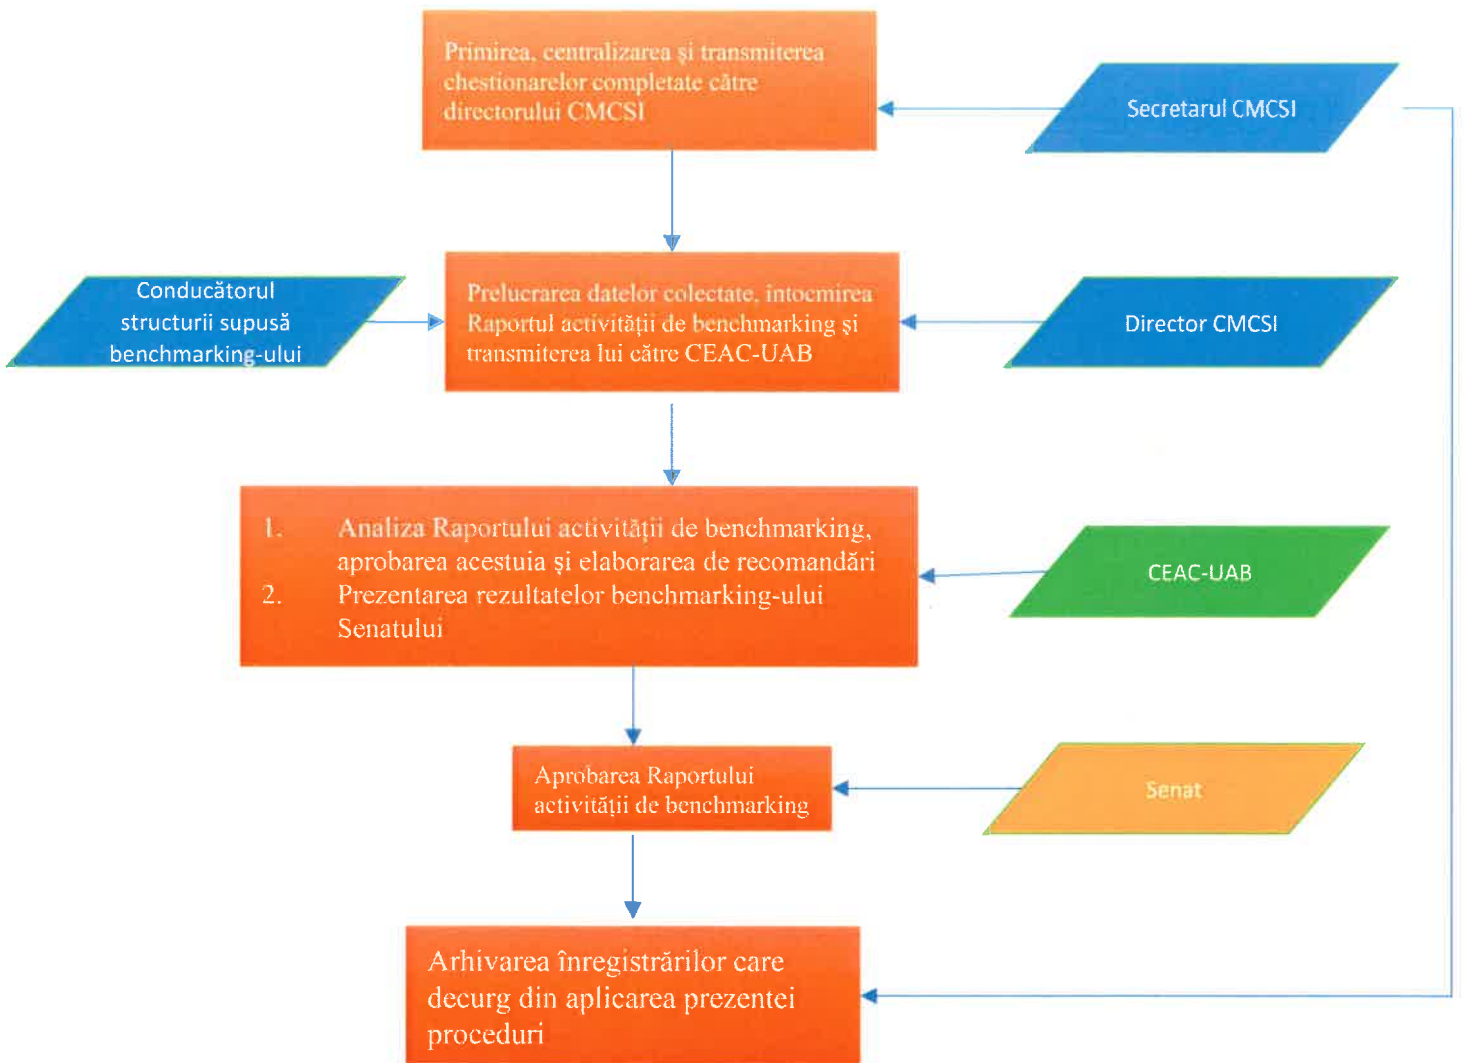 Primirea, centralizarea și transmiterea
chestionarelor completate către
directorului CMCSI
Secretarul CMCSI
Conducătorul
structurii supusă
benchmarking-ului
Prelucrarea datelor colectate, întocmirea
Raportul activității de benchmarking și
transmiterea lui către CEAC-UAB
Director CMCSI
1. Analiza Raportului activității de benchmarking,
aprobarea acestuia și elaborarea de recomandări
2. Prezentarea rezultatelor benchmarking-ului
Senatului
CEAC-UAB
Aprobarea Raportului
activității de benchmarking
Senat
Arhivarea înregistrărilor care
decurg din aplicarea prezentei
proceduri